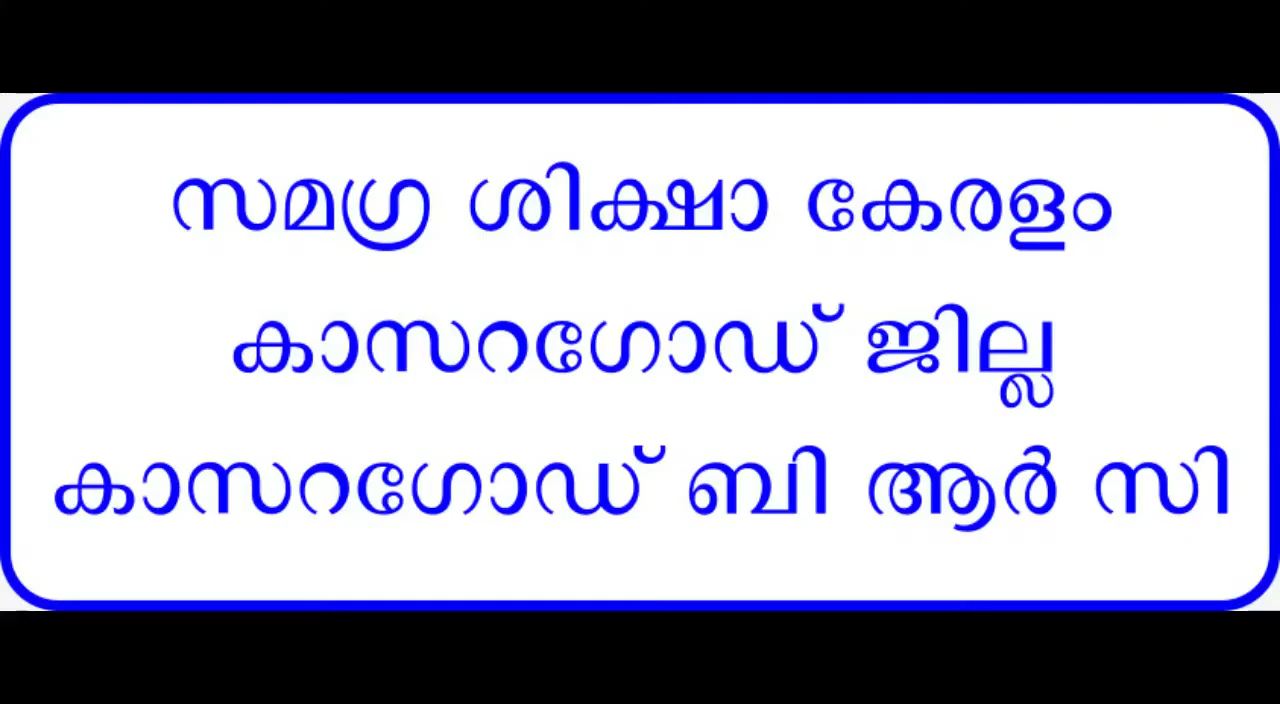 സമഗ്ര ശിക്ഷാ കേരളം
കാസറഗോഡ് ജില്ല
കാസറഗോഡ് ബി ആർ സി